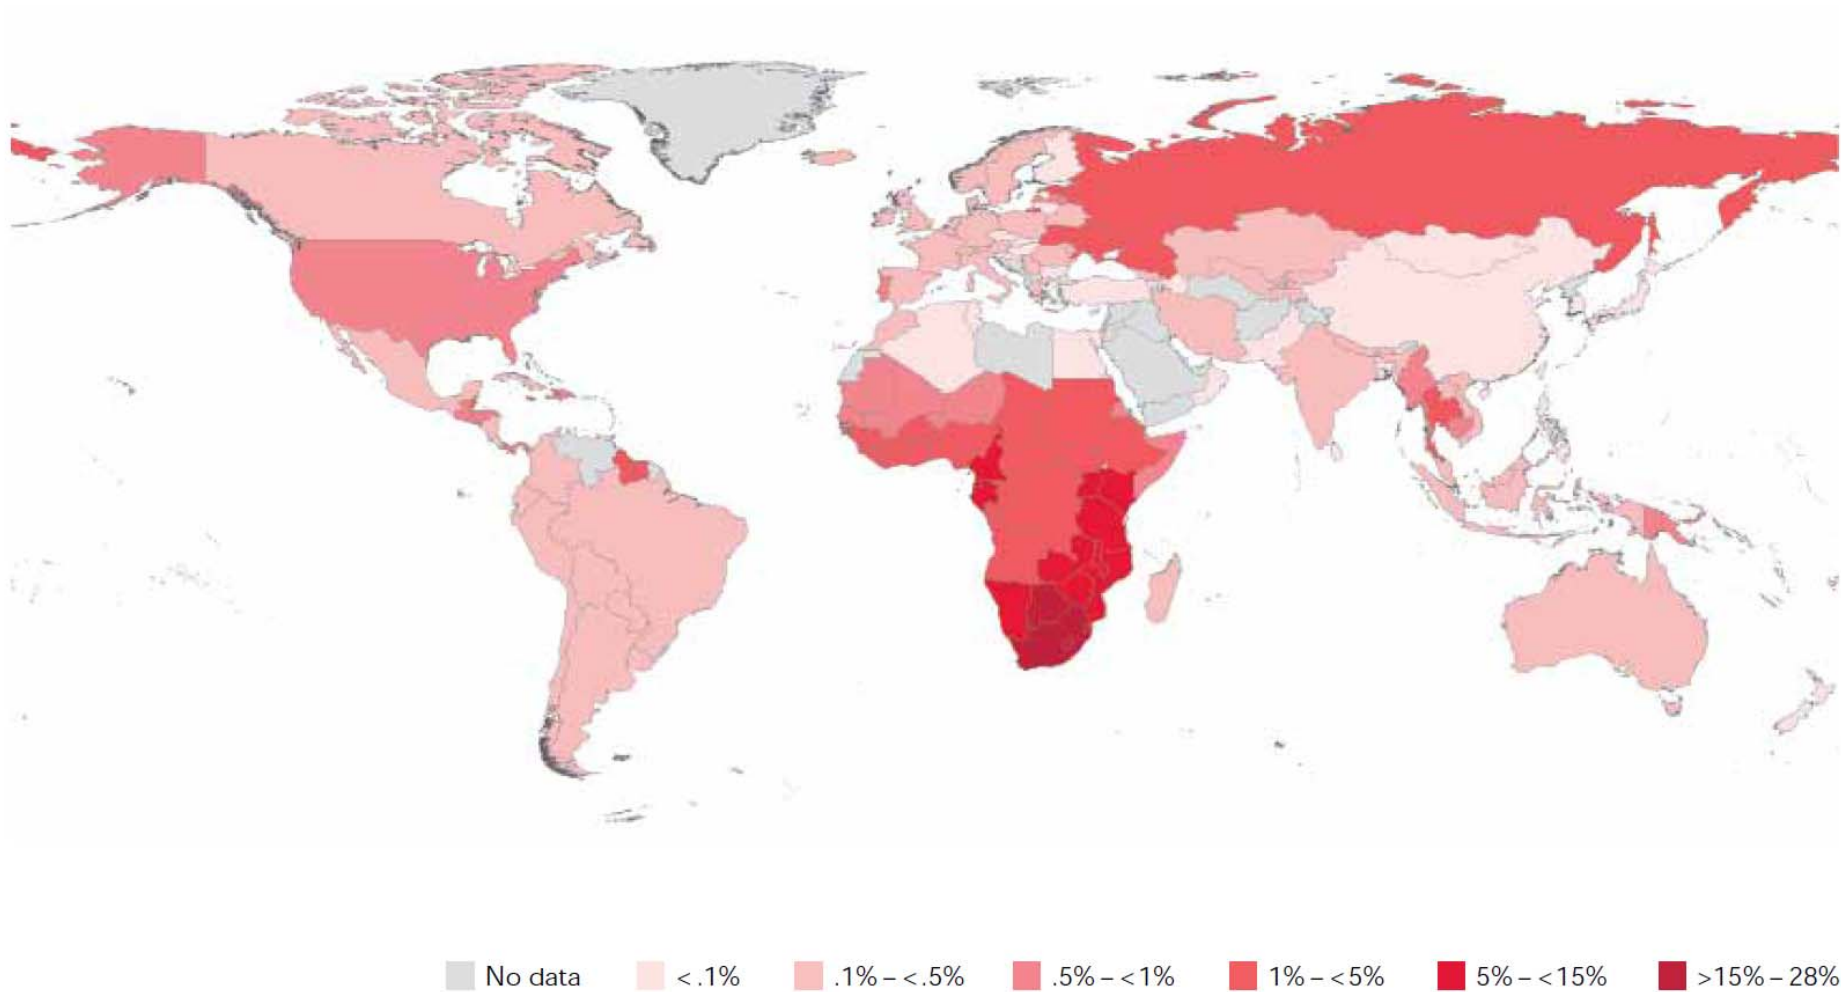 No data <.1% .1% – <.5% .5% – <1% 1% – <5% 5% – <15% >15% – 28%